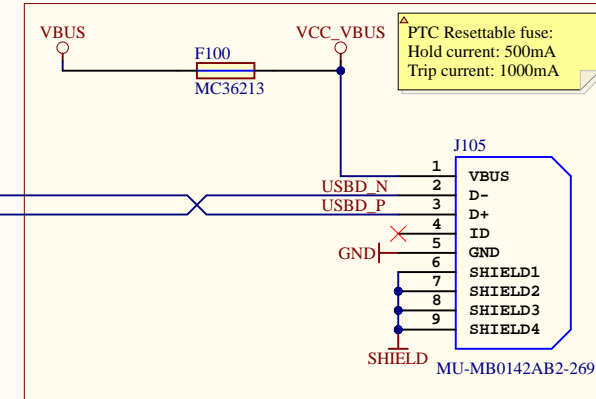 VBUS
VCC_VBUS
F100
MC36213
PTC Resettable fuse:
Hold current: 500mA
Trip current: 1000mA
J105
1 VBUS
USBD_N 2 D-
USBD_P 3 D+
4 ID
GND 5 GND
6 SHIELD1
7 SHIELD2
8 SHIELD3
9 SHIELD4
SHIELD
MU-MB0142AB2-269